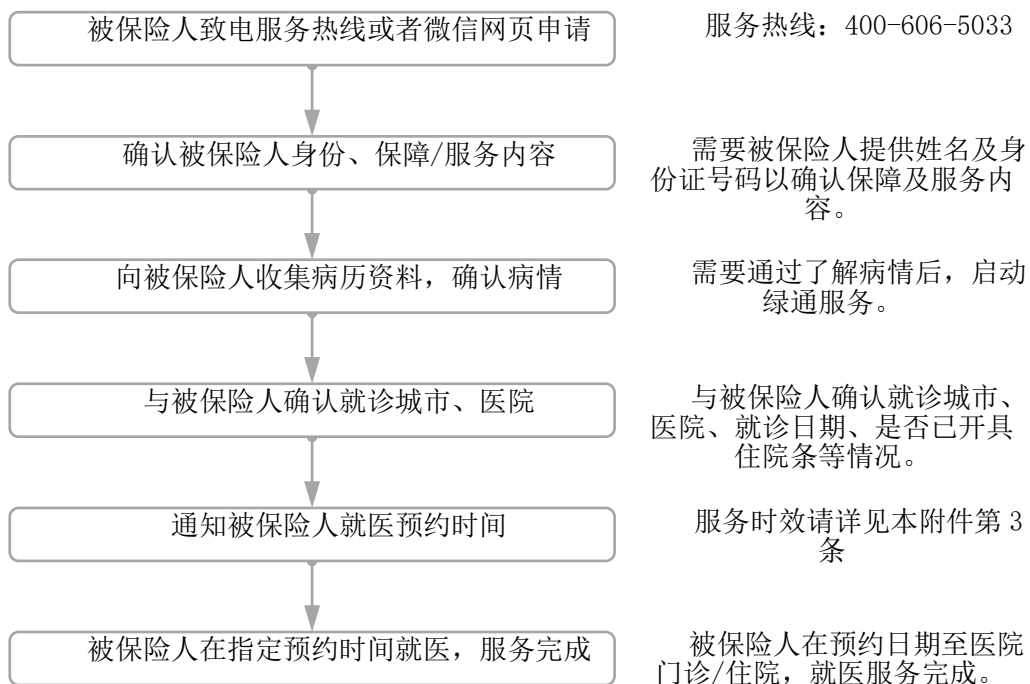 被保险人致电服务热线或者微信网页申请
服务热线：400-606-5033
确认被保险人身份、保障/服务内容
需要被保险人提供姓名及身
份证号码以确认保障及服务内
容。
向被保险人收集病历资料，确认病情
需要通过了解病情后，启动
绿通服务。
与被保险人确认就诊城市、医院
与被保险人确认就诊城市、
医院、就诊日期、是否已开具
住院条等情况。
通知被保险人就医预约时间
服务时效请详见本附件第 3
条
被保险人在指定预约时间就医，服务完成
被保险人在预约日期至医院
门诊/住院，就医服务完成。